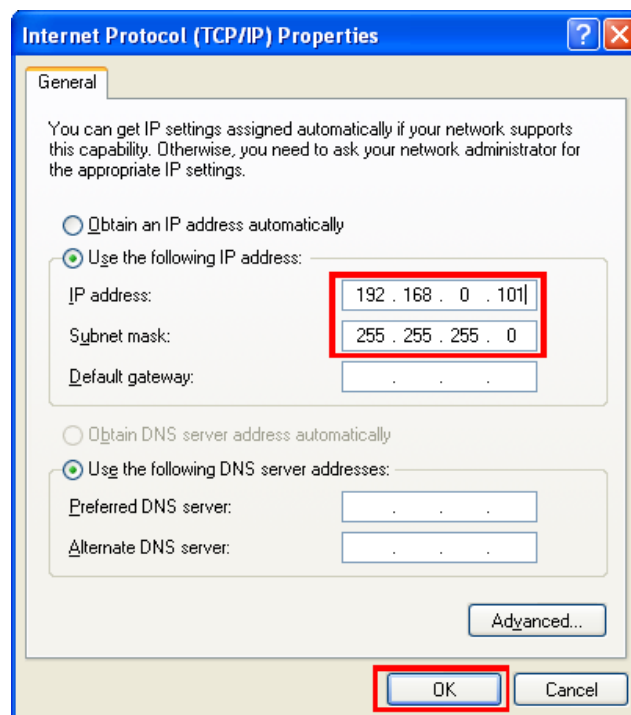 Internet Protocol (TCP/IP) Properties
General
You can get IP settings assigned automatically if your network supports
this capability. Otherwise, you need to ask your network administrator for
the appropriate IP settings.
Obtain an IP address automatically
Use the following IP address:
IP address: 192 . 168 . 0 . 101
Subnet mask: 255 . 255 . 255 . 0
Default gateway: . . .
Obtain DNS server address automatically
Use the following DNS server addresses:
Preferred DNS server: . . .
Alternate DNS server: . . .
Advanced...
OK Cancel